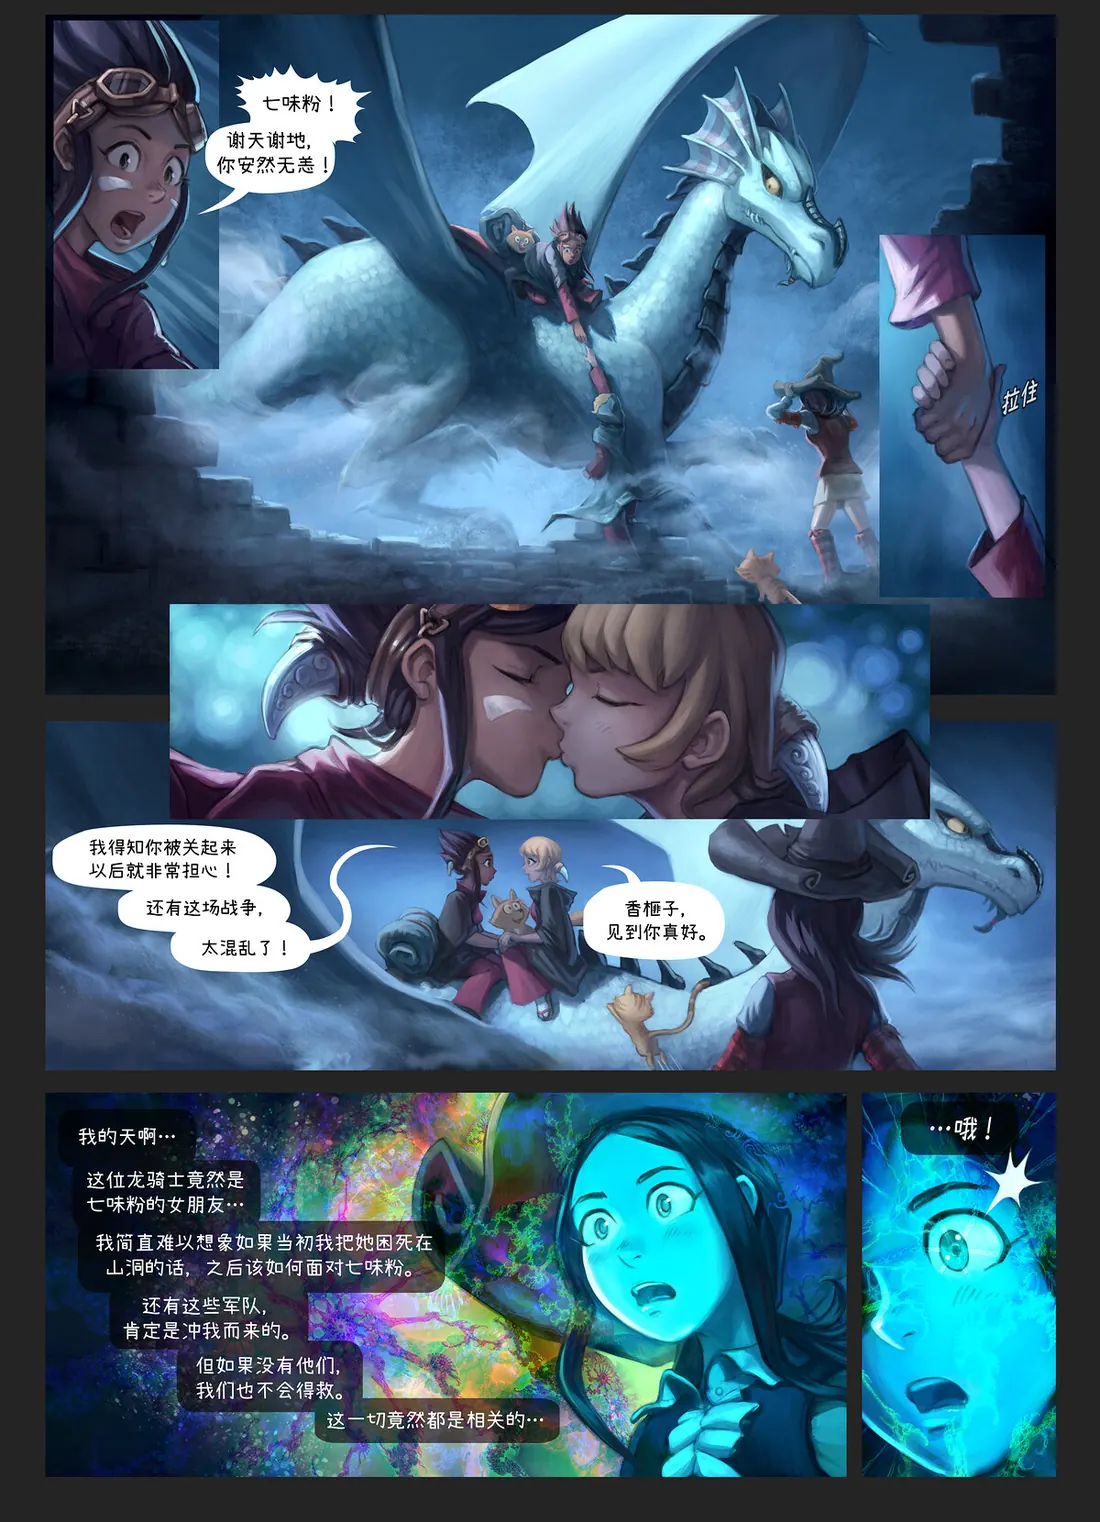 七味粉！
谢天谢地，
你安然无恙！
拉住
我得知你被关起来
以后就非常担心！
还有这场战争，
太混乱了！
香橙子，
见到你真好。
我的天啊…
这位龙骑士竟然是
七味粉的女朋友…
我简直难以想象如果当初我把她困死在
山洞的话，之后该如何面对七味粉。
还有这些军队，
肯定是冲我而来的。
但如果没有他们，
我们也不会得救。
这一切竟然都是相关的…
…哦！